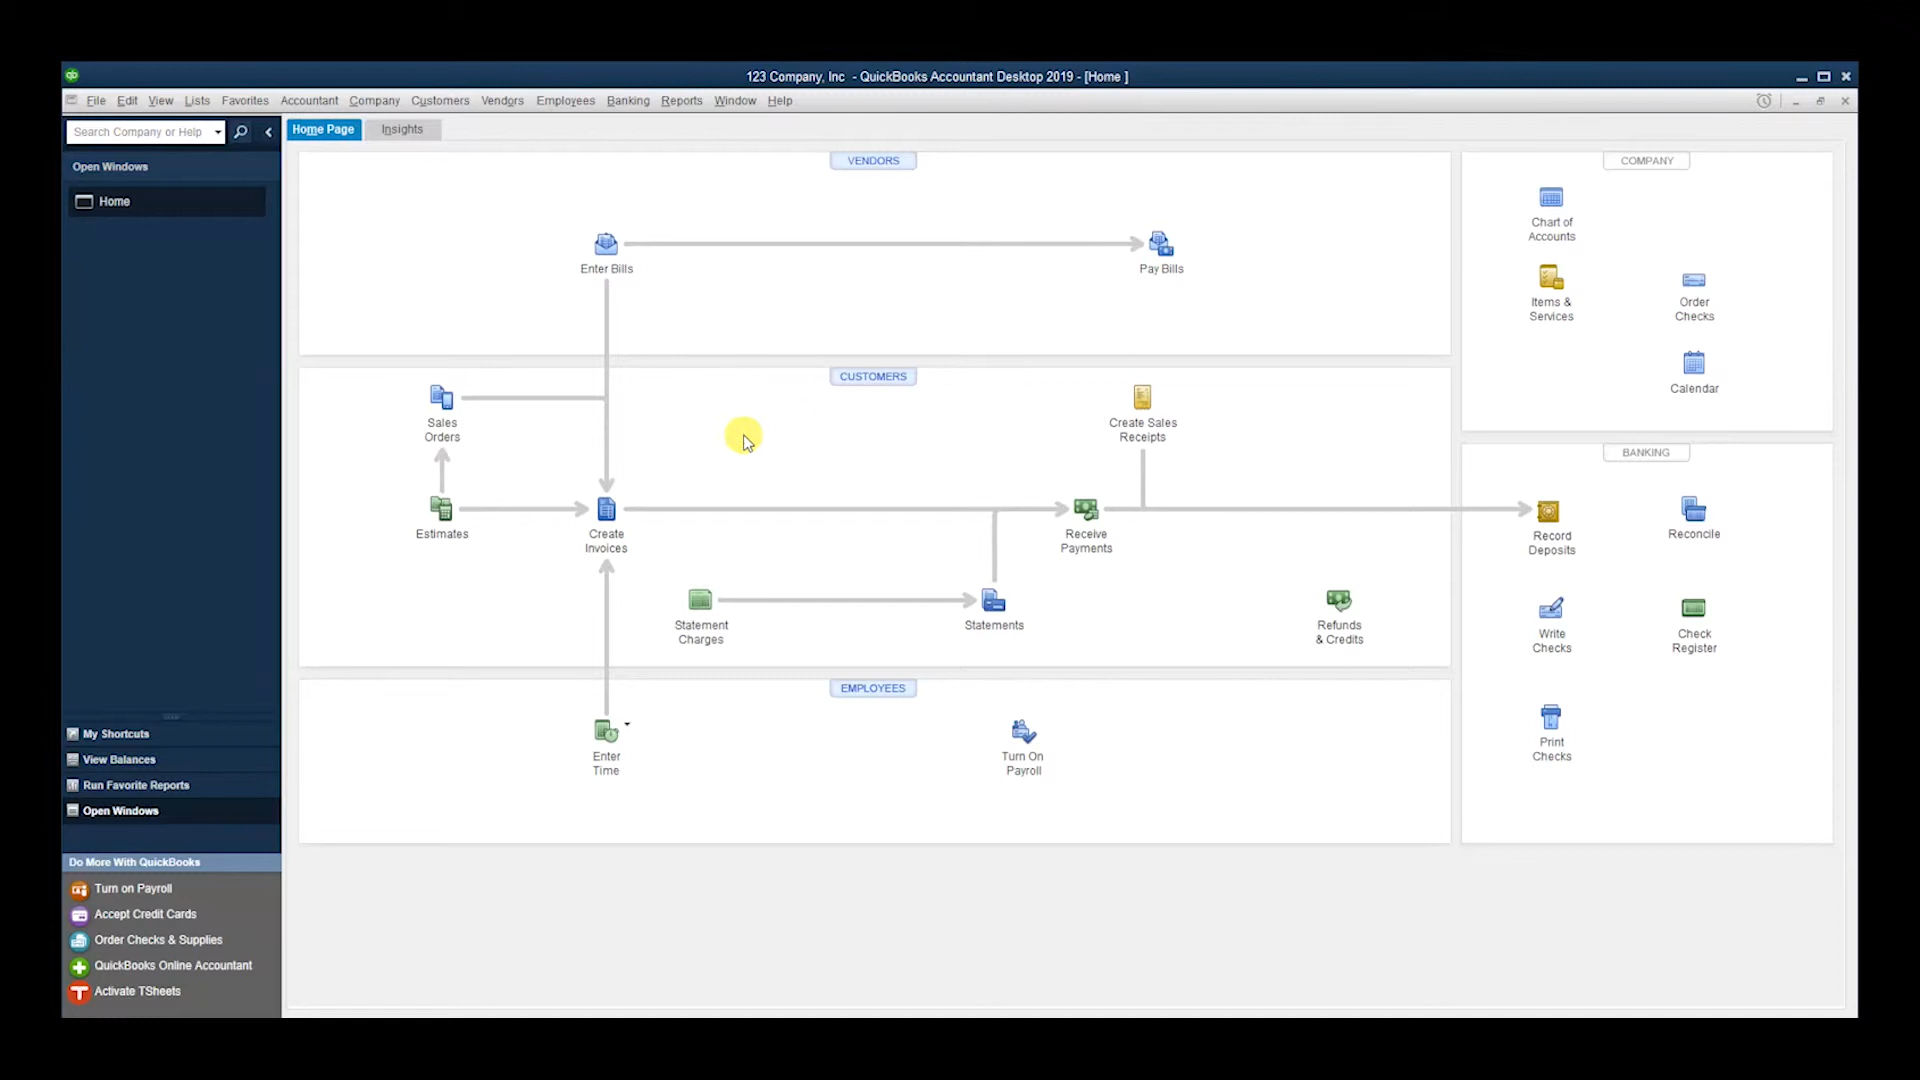 qb
123 Company, Inc - QuickBooks Accountant Desktop 2019 - [Home ]
File Edit View Lists Favorites Accountant Company Customers Vendors Employees Banking Reports Window Help
Search Company or Help
Home Page
Insights
Open Windows
Home
VENDORS
Enter Bills
Pay Bills
CUSTOMERS
Sales
Orders
Create Sales
Receipts
Estimates
Create
Invoices
Receive
Payments
Statement
Charges
Statements
Refunds
& Credits
EMPLOYEES
Enter
Time
Turn On
Payroll
COMPANY
Chart of
Accounts
Items &
Services
Order
Checks
Calendar
BANKING
Record
Deposits
Reconcile
Write
Checks
Check
Register
Print
Checks
My Shortcuts
View Balances
Run Favorite Reports
Open Windows
Do More With QuickBooks
Turn on Payroll
Accept Credit Cards
Order Checks & Supplies
QuickBooks Online Accountant
Activate TSheets